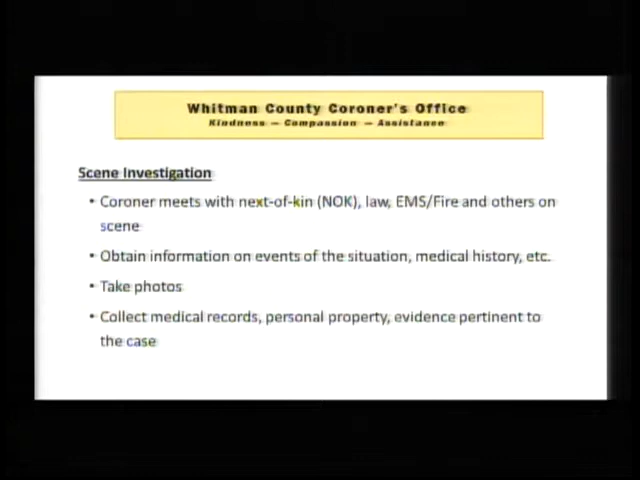 Whitman County Coroner's Office
Kindness – Compassion – Assistance
Scene Investigation
• Coroner meets with next-of-kin (NOK), law, EMS/Fire and others on
scene
• Obtain information on events of the situation, medical history, etc.
• Take photos
• Collect medical records, personal property, evidence pertinent to
the case